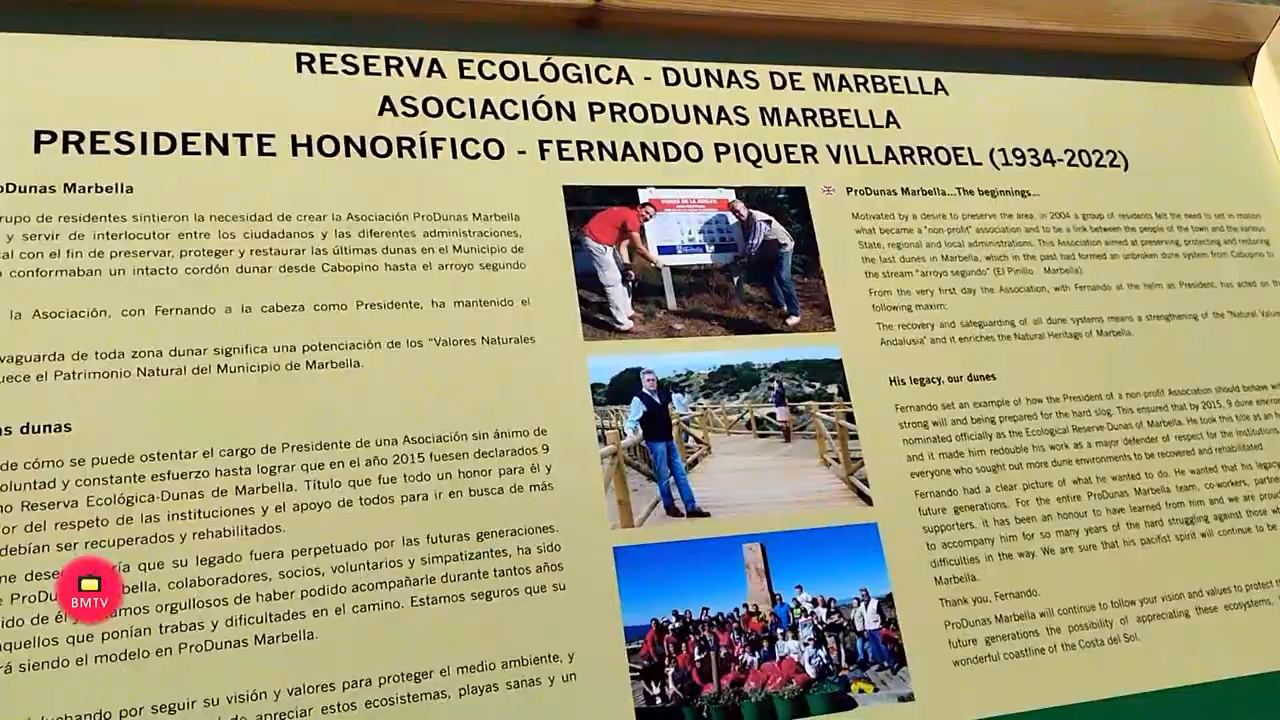 RESERVA ECOLÓGICA - DUNAS DE MARBELLA
ASOCIACIÓN PRODUNAS MARBELLA
PRESIDENTE HONORÍFICO - FERNANDO PIQUER VILLARROEL (1934-2022)
oDunas Marbella
rupo de residentes sintieron la necesidad de crear la Asociación ProDunas Marbella
y servir de interlocutor entre los ciudadanos y las diferentes administraciones,
cal con el fin de preservar, proteger y restaurar las últimas dunas en el Municipio de
conformaban un intacto cordón dunar desde Cabopino hasta el arroyo segundo
la Asociación, con Fernando a la cabeza como Presidente, ha mantenido el
vaguarda de toda zona dunar significa una potenciación de los "Valores Naturales
uece el Patrimonio Natural del Municipio de Marbella.
as dunas
de cómo se puede ostentar el cargo de Presidente de una Asociación sin ánimo de
oluntad y constante esfuerzo hasta lograr que en el año 2015 fuesen declarados 9
no Reserva Ecológica-Dunas de Marbella. Título que fue todo un honor para él y
or del respeto de las instituciones y el apoyo de todos para ir en busca de más
debían ser recuperados y rehabilitados.
ría que su legado fuera perpetuado por las futuras generaciones.
bella, colaboradores, socios, voluntarios y simpatizantes, ha sido
ido de él amos orgullosos de haber podido acompañarle durante tantos años
aquellos que ponían trabas y dificultades en el camino. Estamos seguros que su
rá siendo el modelo en ProDunas Marbella.
luchando por seguir su visión y valores para proteger el medio ambiente, y
de apreciar estos ecosistemas, playas sanas y un
DUNAS DE LA ADELFA
ProDunas Marbella...The beginnings...
Motivated by a desire to preserve the area, in 2004 a group of residents felt the need to set in motion
what became a "non-profit" association and to be a link between the people of the town and the various
State, regional and local administrations. This Association aimed at preserving, protecting and restoring
the last dunes in Marbella, which in the past had formed an unbroken dune system from Cabopino to
the stream "arroyo segundo" (El Pinillo Marbella).
From the very first day the Association, with Fernando at the helm as President, has acted on th
following maxim:
The recovery and safeguarding of all dune systems means a strengthening of the "Natural Value
Andalusia" and it enriches the Natural Heritage of Marbella.
His legacy, our dunes
Fernando set an example of how the President of a non-profit Association should behave w
strong will and being prepared for the hard slog. This ensured that by 2015, 9 dune enviro
nominated officially as the Ecological Reserve-Dunas of Marbella. He took this title as an h
and it made him redouble his work as a major defender of respect for the institutions
everyone who sought out more dune environments to be recovered and rehabilitated.
Fernando had a clear picture of what he wanted to do. He wanted that his legacy
future generations. For the entire ProDunas Marbella team, co-workers, partne
supporters, it has been an honour to have learned from him and we are prou
to accompany him for so many years of the hard struggling against those wh
difficulties in the way. We are sure that his pacifist spirit will continue to be
Marbella.
Thank you, Fernando.
ProDunas Marbella will continue to follow your vision and values to protect t
future generations the possibility of appreciating these ecosystems,
wonderful coastline of the Costa del Sol.
BMTV